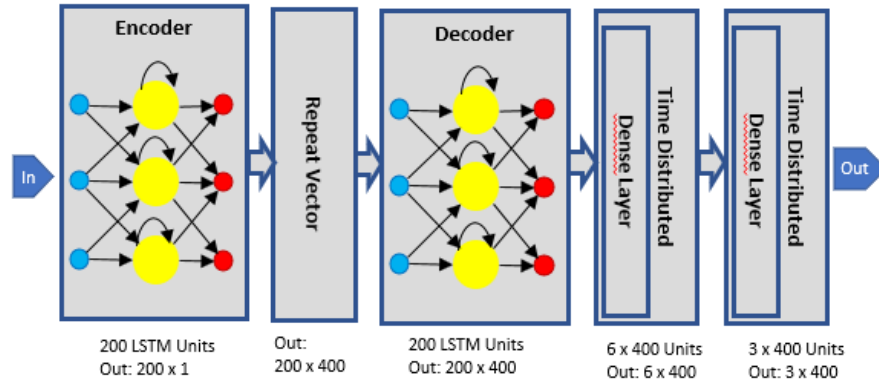 In
Encoder
200 LSTM Units
Out: 200 x 1
Repeat Vector
Out:
200 x 400
Decoder
200 LSTM Units
Out: 200 x 400
Dense Layer
Time Distributed
6 x 400 Units
Out: 6 x 400
Dense Layer
Time Distributed
3 x 400 Units
Out: 3 x 400
Out